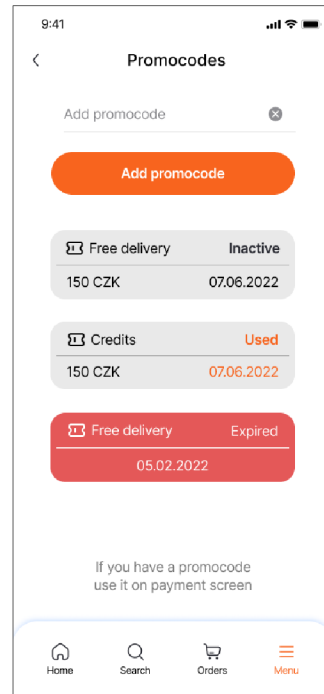 9:41
Promocodes
Add promocode
Add promocode
Free delivery Inactive
150 CZK 07.06.2022
Credits Used
150 CZK 07.06.2022
Free delivery Expired
05.02.2022
If you have a promocode
use it on payment screen
Home Search Orders Menu